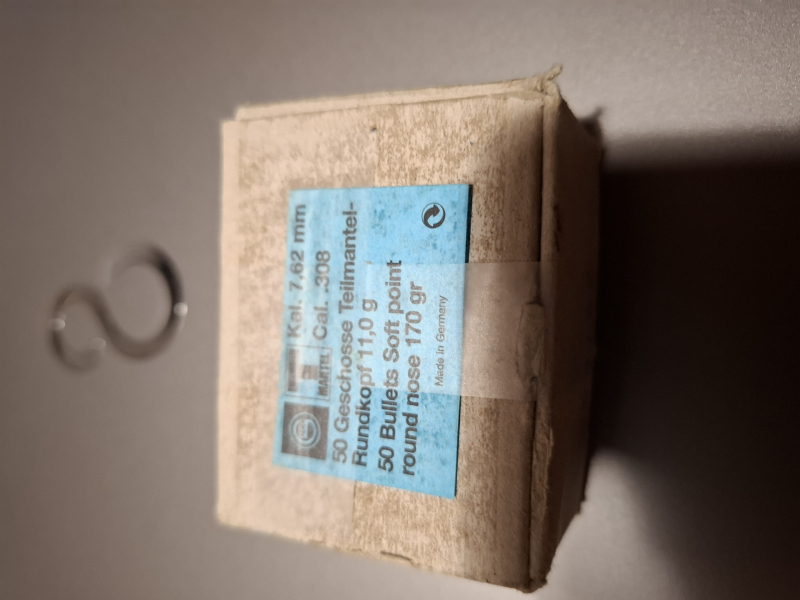 Kal. 7,62 mm
MANTEL Cal. .308
50 Geschosse Teilmantel-
Rundkopf 11,0 g
50 Bullets Soft point
round nose 170 gr
Made in Germany